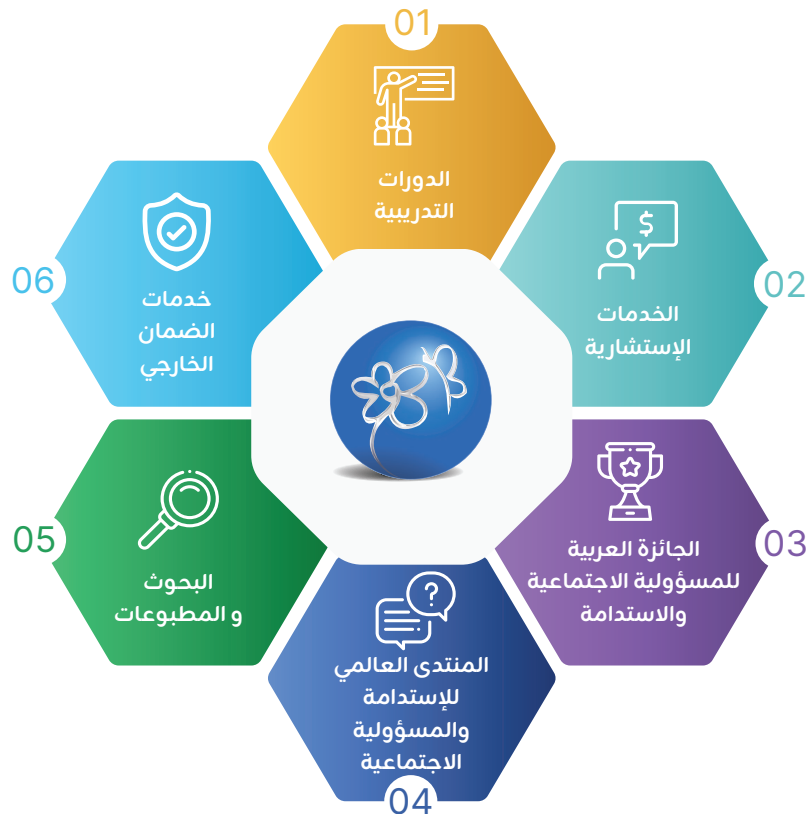 01
الدورات
التدريبية
02
الخدمات
الإستشارية
03
الجائزة العربية
للمسؤولية الاجتماعية
والاستدامة
04
المنتدى العالمي
للإستدامة
والمسؤولية
الاجتماعية
05
البحوث
و المطبوعات
06
خدمات
الضمان
الخارجي